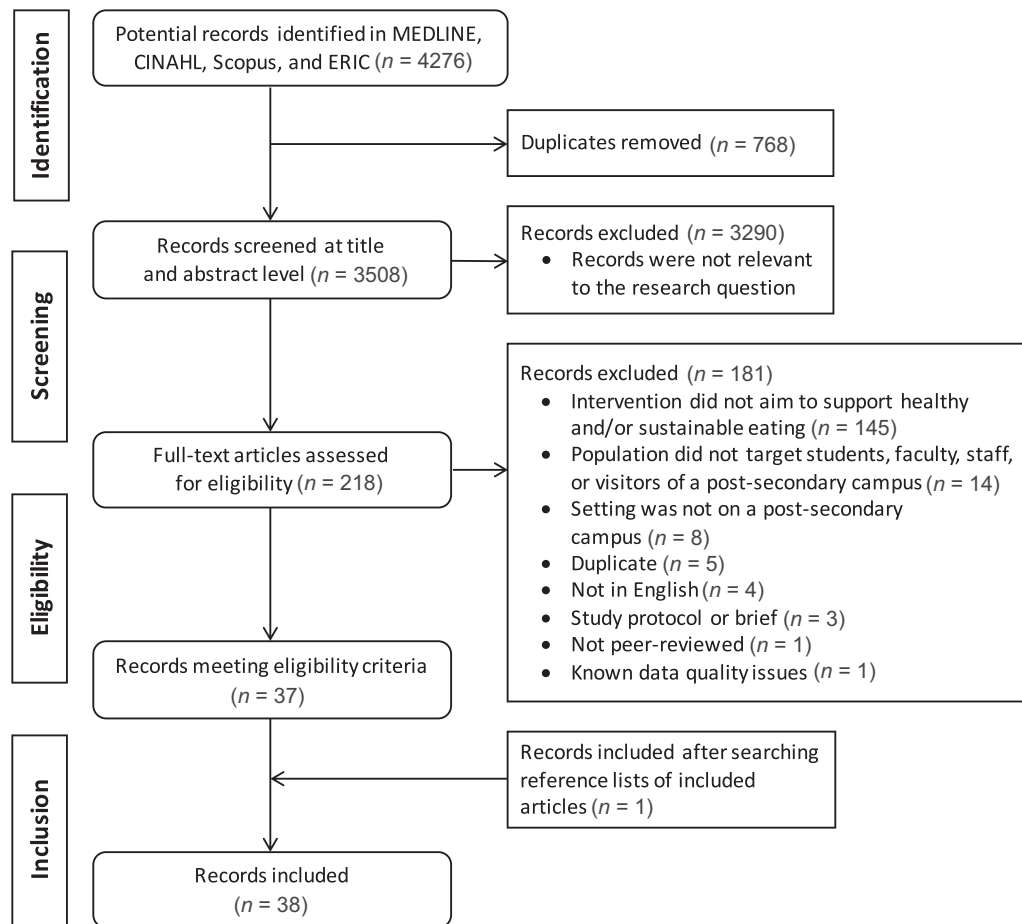 Identification
Potential records identified in MEDLINE,
CINAHL, Scopus, and ERIC (n = 4276)
Duplicates removed (n = 768)
Screening
Records screened at title
and abstract level (n = 3508)
Records excluded (n = 3290)
• Records were not relevant
to the research question
Eligibility
Full-text articles assessed
for eligibility (n = 218)
Records excluded (n = 181)
• Intervention did not aim to support healthy
and/or sustainable eating (n = 145)
• Population did not target students, faculty, staff,
or visitors of a post-secondary campus (n = 14)
• Setting was not on a post-secondary
campus (n = 8)
• Duplicate (n = 5)
• Not in English (n = 4)
• Study protocol or brief (n = 3)
• Not peer-reviewed (n = 1)
• Known data quality issues (n = 1)
Records meeting eligibility criteria
(n = 37)
Inclusion
Records included after searching
reference lists of included
articles (n = 1)
Records included
(n = 38)